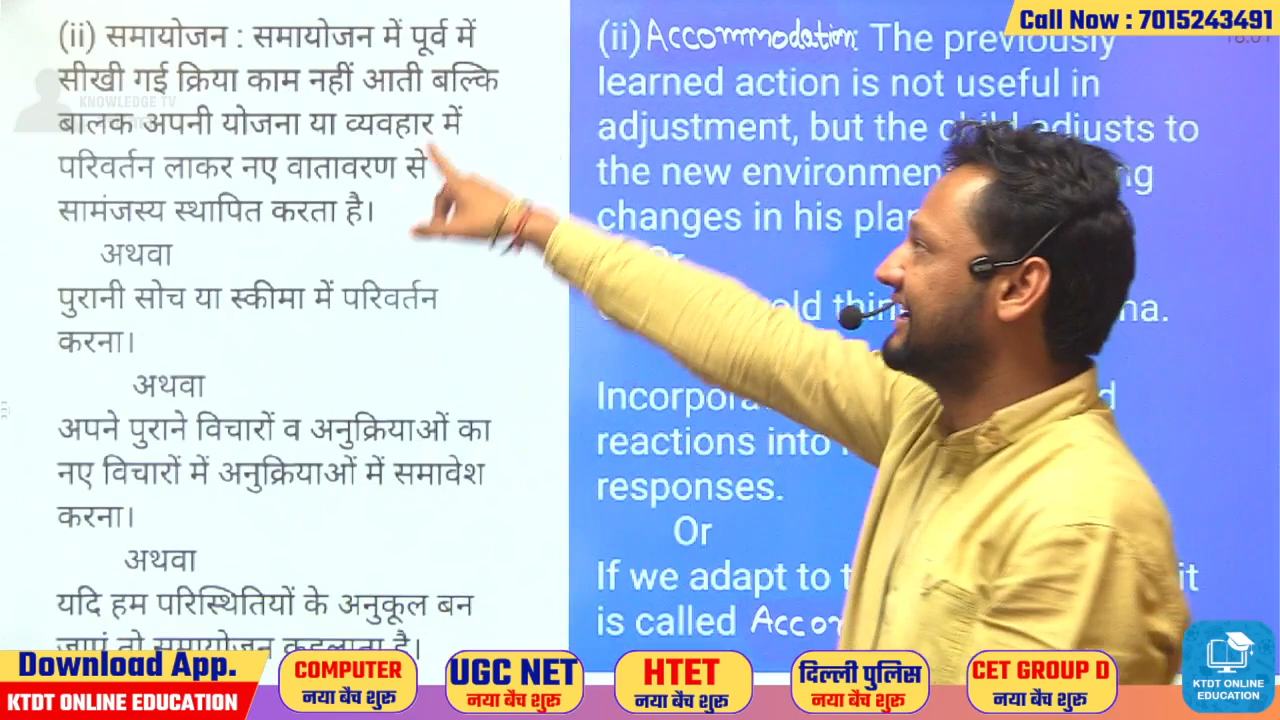 (ii) समायोजन : समायोजन में पूर्व में
सीखी गई क्रिया काम नहीं आती बल्कि
बालक अपनी योजना या व्यवहार में
परिवर्तन लाकर नए वातावरण से
सामंजस्य स्थापित करता है।
अथवा
पुरानी सोच या स्कीमा में परिवर्तन
करना।
अथवा
अपने पुराने विचारों व अनुक्रियाओं का
नए विचारों में अनुक्रियाओं में समावेश
करना।
अथवा
यदि हम परिस्थितियों के अनुकूल बन
जाएं तो समायोजन कहलाता है।
KNOWLEDGE TV
(ii) Accommodation: The previously
learned action is not useful in
adjustment, but the child adjusts to
the new
changes in his
old
Incorpora
reactions into
responses.
Or
If we adapt to it
is called
Call Now : 7015243491
Download App.
KTDT ONLINE EDUCATION
COMPUTER
नया बैच शुरू
UGC NET
नया बैच शुरू
HTET
नया बैच शुरू
दिल्ली पुलिस
नया बैच शुरू
CET GROUP D
नया बैच शुरू
KTDT ONLINE
EDUCATION